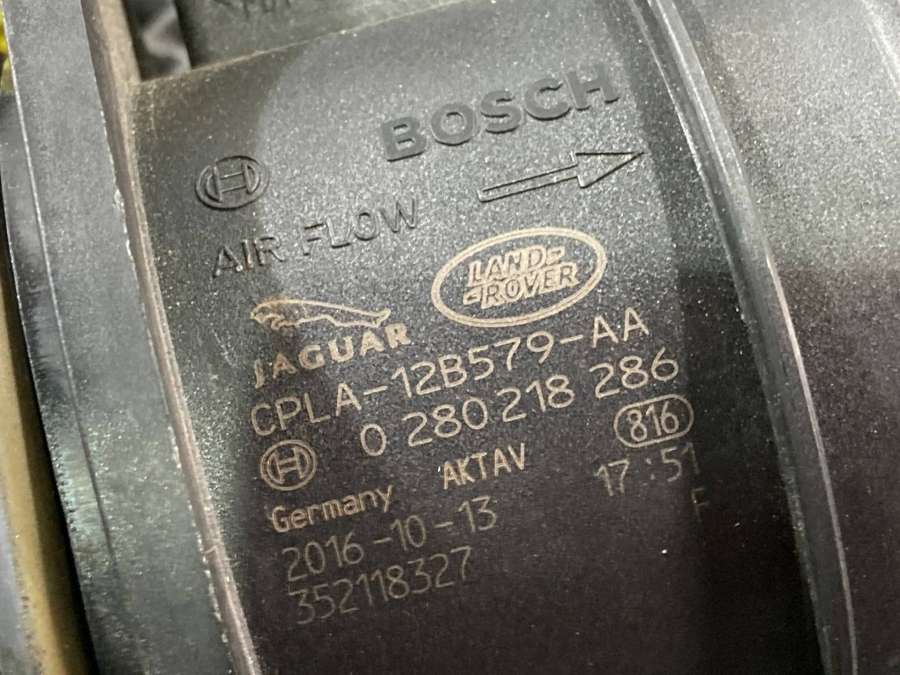 BOSCH
AIR FLOW
LAND-
-ROVER
JAGUAR
CPLA-12B579-AA
0 280 218 286
816
AKTAV
17:51
Germany
F
2016-10-13
352118327